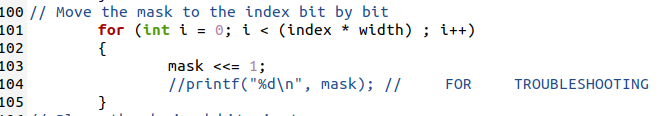 100 // Move the mask to the index bit by bit
101 for (int i = 0; i < (index * width) ; i++)
102 {
103 mask <<= 1;
104 //printf("%d\n", mask); // FOR TROUBLESHOOTING
105 }